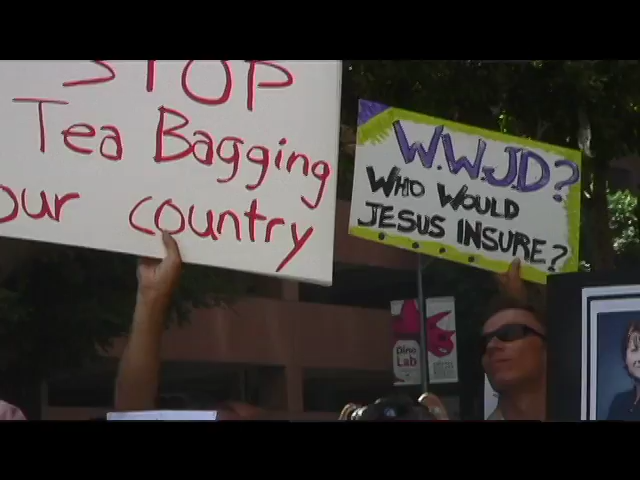 STOP
Tea Bagging
our country
W.W.J.D?
WHO WOULD
JESUS INSURE?
Dino
Lab